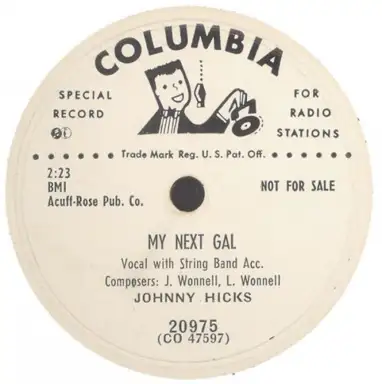 COLUMBIA
SPECIAL RECORD
FOR RADIO STATIONS
Trade Mark Reg. U. S. Pat. Off.
2:23
BMI
Acuff-Rose Pub. Co.
NOT FOR SALE
MY NEXT GAL
Vocal with String Band Acc.
Composers: J. Wonnell, L. Wonnell
JOHNNY HICKS
20975
(CO 47597)